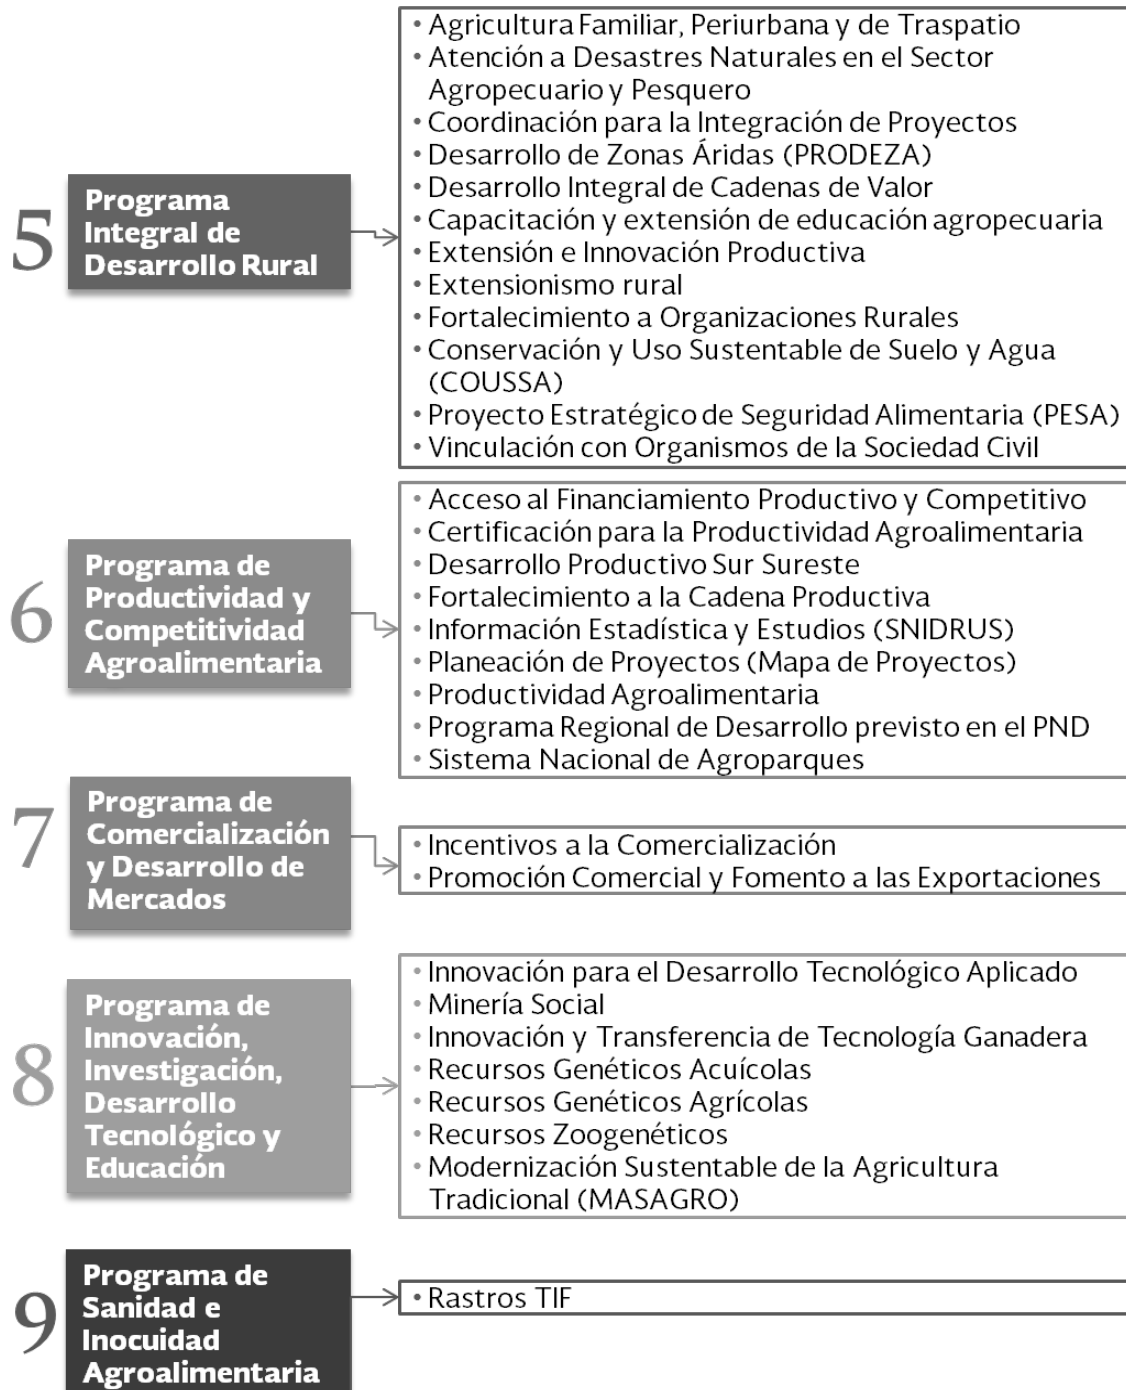 5
Programa
Integral de
Desarrollo Rural
• Agricultura Familiar, Periurbana y de Traspatio
• Atención a Desastres Naturales en el Sector
Agropecuario y Pesquero
• Coordinación para la Integración de Proyectos
• Desarrollo de Zonas Áridas (PRODEZA)
• Desarrollo Integral de Cadenas de Valor
• Capacitación y extensión de educación agropecuaria
• Extensión e Innovación Productiva
• Extensionismo rural
• Fortalecimiento a Organizaciones Rurales
• Conservación y Uso Sustentable de Suelo y Agua
(COUSSA)
• Proyecto Estratégico de Seguridad Alimentaria (PESA)
• Vinculación con Organismos de la Sociedad Civil
6
Programa de
Productividad y
Competitividad
Agroalimentaria
• Acceso al Financiamiento Productivo y Competitivo
• Certificación para la Productividad Agroalimentaria
• Desarrollo Productivo Sur Sureste
• Fortalecimiento a la Cadena Productiva
• Información Estadística y Estudios (SNIDRUS)
• Planeación de Proyectos (Mapa de Proyectos)
• Productividad Agroalimentaria
• Programa Regional de Desarrollo previsto en el PND
• Sistema Nacional de Agroparques
7
Programa de
Comercialización
y Desarrollo de
Mercados
• Incentivos a la Comercialización
• Promoción Comercial y Fomento a las Exportaciones
8
Programa de
Innovación,
Investigación,
Desarrollo
Tecnológico y
Educación
• Innovación para el Desarrollo Tecnológico Aplicado
• Minería Social
• Innovación y Transferencia de Tecnología Ganadera
• Recursos Genéticos Acuícolas
• Recursos Genéticos Agrícolas
• Recursos Zoogenéticos
• Modernización Sustentable de la Agricultura
Tradicional (MASAGRO)
9
Programa de
Sanidad e
Inocuidad
Agroalimentaria
• Rastros TIF